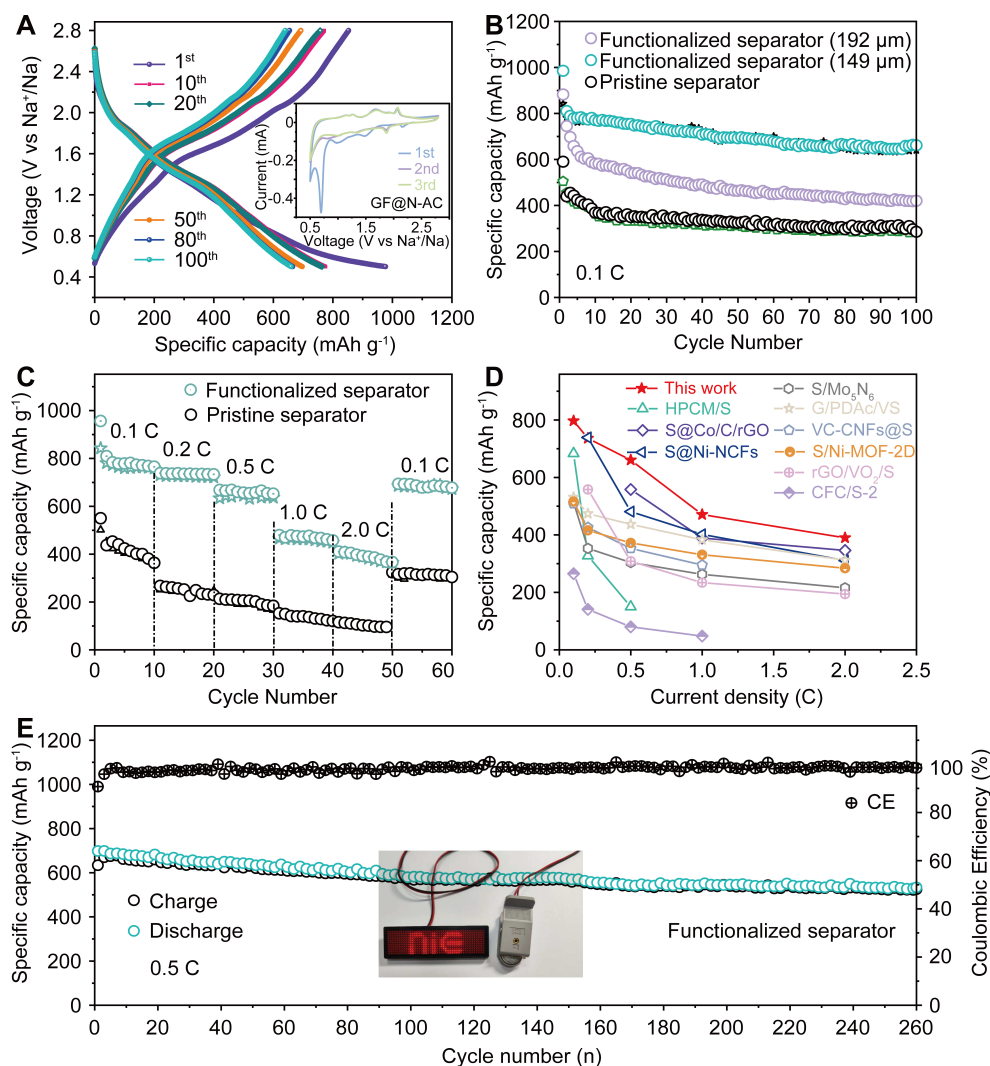 A
Voltage (V vs Na⁺/Na)
2.8
2.4
2.0
1.6
1.2
0.8
0.4
1ˢᵗ
10ᵗʰ
20ᵗʰ
50ᵗʰ
80ᵗʰ
100ᵗʰ
Current (mA)
0
-0.2
-0.4
1st
2nd
3rd
GF@N-AC
0.5 1.0 1.5 2.0 2.5
Voltage (V vs Na⁺/Na)
0 200 400 600 800 1000 1200
Specific capacity (mAh g⁻¹)
B
Specific capacity (mAh g⁻¹)
1200
1000
800
600
400
200
0
Functionalized separator (192 μm)
Functionalized separator (149 μm)
Pristine separator
0.1 C
0 10 20 30 40 50 60 70 80 90 100
Cycle Number
C
Specific capacity (mAh g⁻¹)
1000
800
600
400
200
0
Functionalized separator
Pristine separator
0.1 C
0.2 C
0.5 C
1.0 C
2.0 C
0.1 C
0 10 20 30 40 50 60
Cycle Number
D
Specific capacity (mAh g⁻¹)
800
600
400
200
0
This work
HPCM/S
S@Co/C/rGO
S@Ni-NCFs
S/Mo₅N₆
G/PDAc/VS
VC-CNFs@S
S/Ni-MOF-2D
rGO/VO₂/S
CFC/S-2
0.0 0.5 1.0 1.5 2.0 2.5
Current density (C)
E
Specific capacity (mAh g⁻¹)
1200
1000
800
600
400
200
0
CE
Charge
Discharge
0.5 C
Functionalized separator
NIE
100
80
60
40
20
0
Coulombic Efficiency (%)
0 20 40 60 80 100 120 140 160 180 200 220 240 260
Cycle number (n)